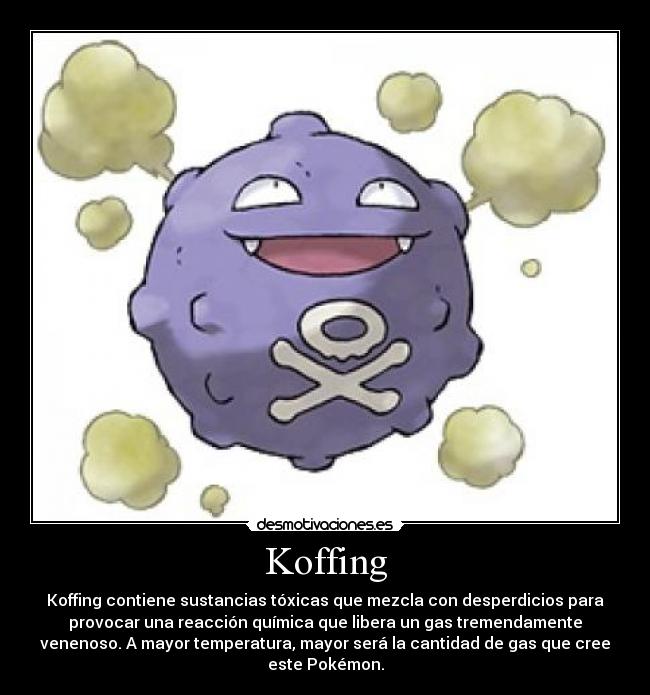 desmotivaciones.es
Koffing
Koffing contiene sustancias tóxicas que mezcla con desperdicios para
provocar una reacción química que libera un gas tremendamente
venenoso. A mayor temperatura, mayor será la cantidad de gas que cree
este Pokémon.